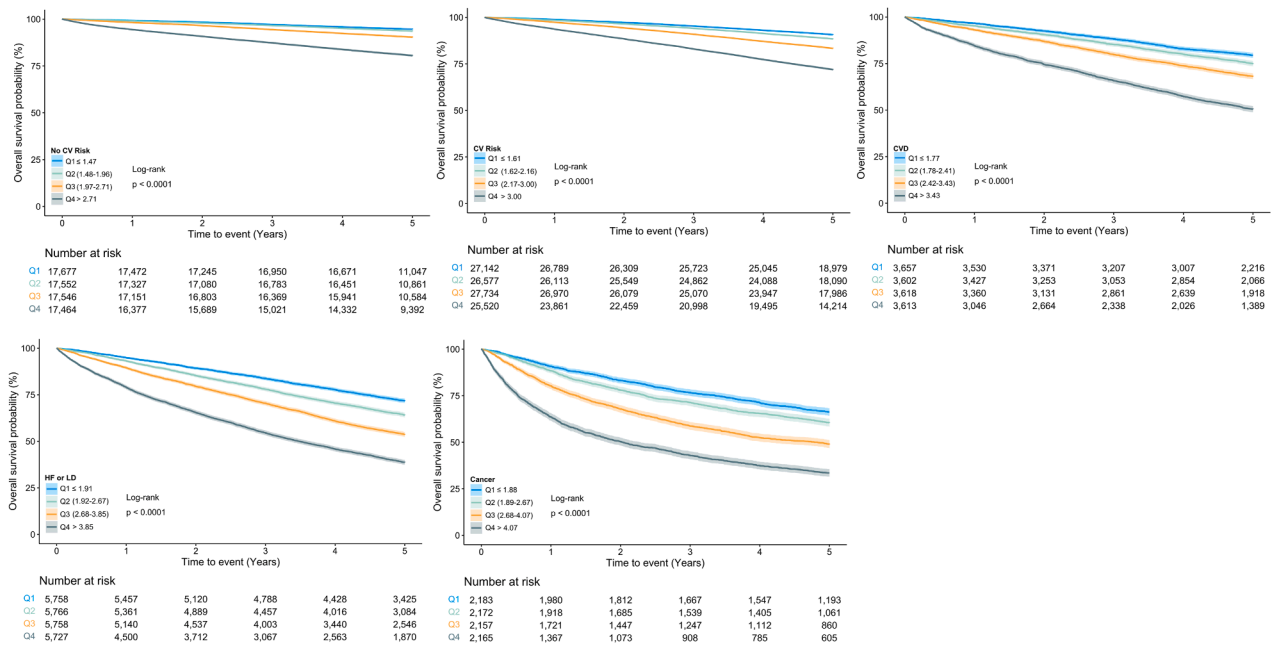 Overall survival probability (%)
100
75
50
25
0
No CV Risk
Q1 ≤ 1.47
Q2 (1.48-1.96)
Q3 (1.97-2.71)
Q4 > 2.71
Log-rank
p < 0.0001
0 1 2 3 4 5
Time to event (Years)
Number at risk
Q1 17,677 17,472 17,245 16,950 16,671 11,047
Q2 17,552 17,327 17,080 16,783 16,451 10,861
Q3 17,546 17,151 16,803 16,369 15,941 10,584
Q4 17,464 16,377 15,689 15,021 14,332 9,392
Overall survival probability (%)
100
75
50
25
0
CV Risk
Q1 ≤ 1.61
Q2 (1.62-2.16)
Q3 (2.17-3.00)
Q4 > 3.00
Log-rank
p < 0.0001
0 1 2 3 4 5
Time to event (Years)
Number at risk
Q1 27,142 26,789 26,309 25,723 25,045 18,979
Q2 26,577 26,113 25,549 24,862 24,088 18,090
Q3 27,734 26,970 26,079 25,070 23,947 17,986
Q4 25,520 23,861 22,459 20,998 19,495 14,214
Overall survival probability (%)
100
75
50
25
0
CVD
Q1 ≤ 1.77
Q2 (1.78-2.41)
Q3 (2.42-3.43)
Q4 > 3.43
Log-rank
p < 0.0001
0 1 2 3 4 5
Time to event (Years)
Number at risk
Q1 3,657 3,530 3,371 3,207 3,007 2,216
Q2 3,602 3,427 3,253 3,053 2,854 2,066
Q3 3,618 3,360 3,131 2,861 2,639 1,918
Q4 3,613 3,046 2,664 2,338 2,026 1,389
Overall survival probability (%)
100
75
50
25
0
HF or LD
Q1 ≤ 1.91
Q2 (1.92-2.67)
Q3 (2.68-3.85)
Q4 > 3.85
Log-rank
p < 0.0001
0 1 2 3 4 5
Time to event (Years)
Number at risk
Q1 5,758 5,457 5,120 4,788 4,428 3,425
Q2 5,766 5,361 4,889 4,457 4,016 3,084
Q3 5,758 5,140 4,537 4,003 3,440 2,546
Q4 5,727 4,500 3,712 3,067 2,563 1,870
Overall survival probability (%)
100
75
50
25
0
Cancer
Q1 ≤ 1.88
Q2 (1.89-2.67)
Q3 (2.68-4.07)
Q4 > 4.07
Log-rank
p < 0.0001
0 1 2 3 4 5
Time to event (Years)
Number at risk
Q1 2,183 1,980 1,812 1,667 1,547 1,193
Q2 2,172 1,918 1,685 1,539 1,405 1,061
Q3 2,157 1,721 1,447 1,247 1,112 860
Q4 2,165 1,367 1,073 908 785 605